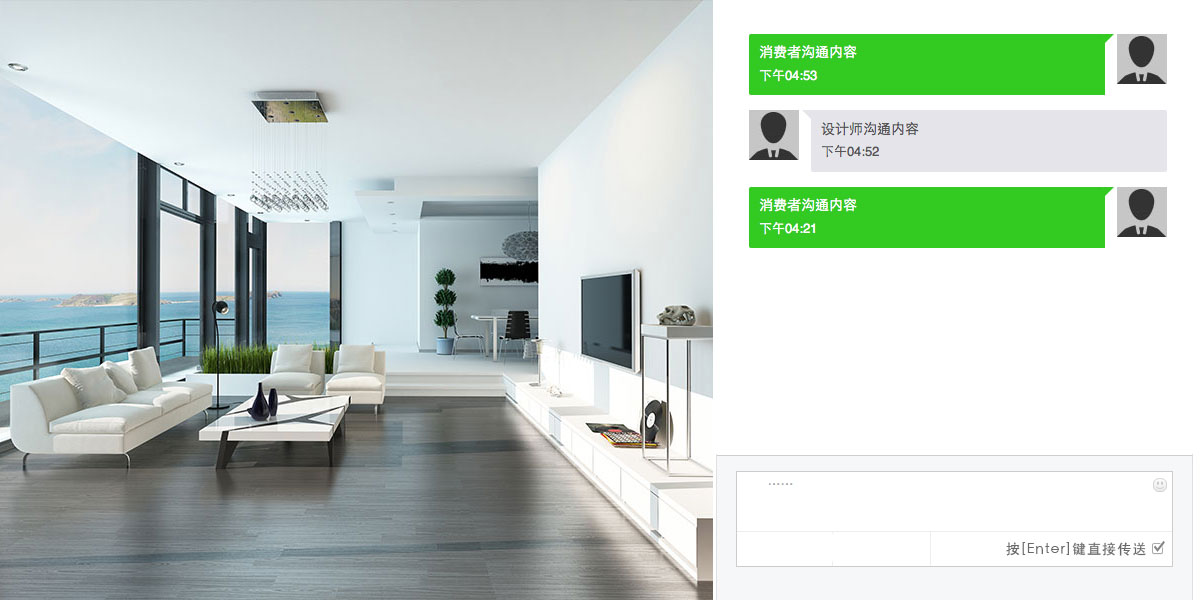 消费者沟通内容
下午04:53
设计师沟通内容
下午04:52
消费者沟通内容
下午04:21
······
按[Enter]键直接传送